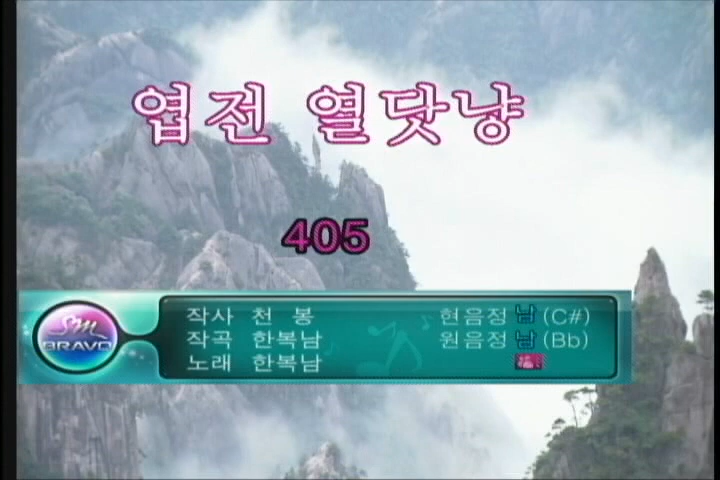 엽전 열닷냥
405
작사 천 봉 현음정 남 (C#)
작곡 한복남 원음정 남 (Bb)
노래 한복남
SM
BRAVO